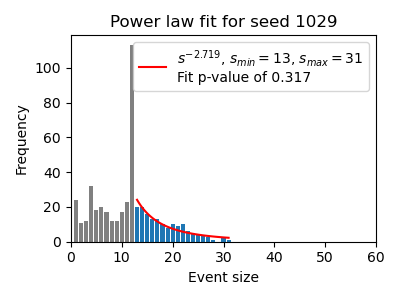 Power law fit for seed 1029
s^{-2.719}, s_{min} = 13, s_{max} = 31
Fit p-value of 0.317
Frequency
100
80
60
40
20
0
0 10 20 30 40 50 60
Event size